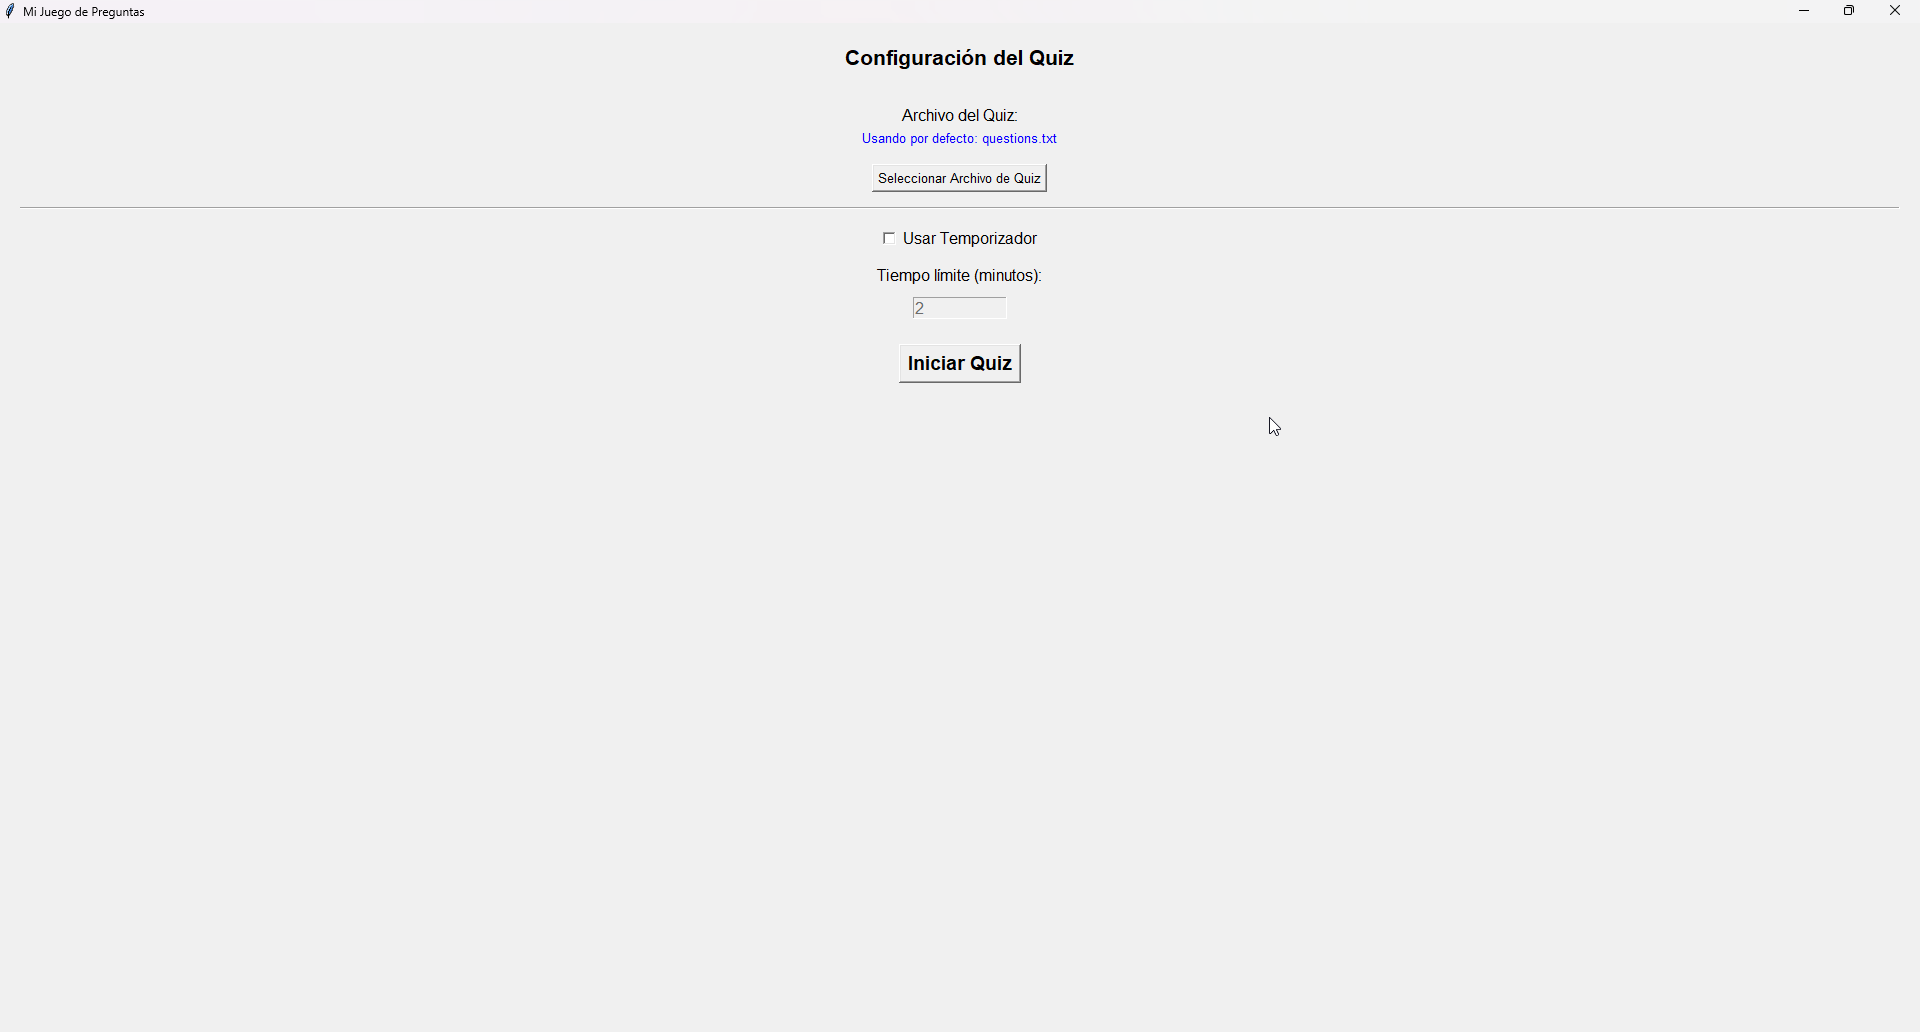 Mi Juego de Preguntas
Configuración del Quiz
Archivo del Quiz:
Usando por defecto: questions.txt
Seleccionar Archivo de Quiz
Usar Temporizador
Tiempo límite (minutos):
2
Iniciar Quiz